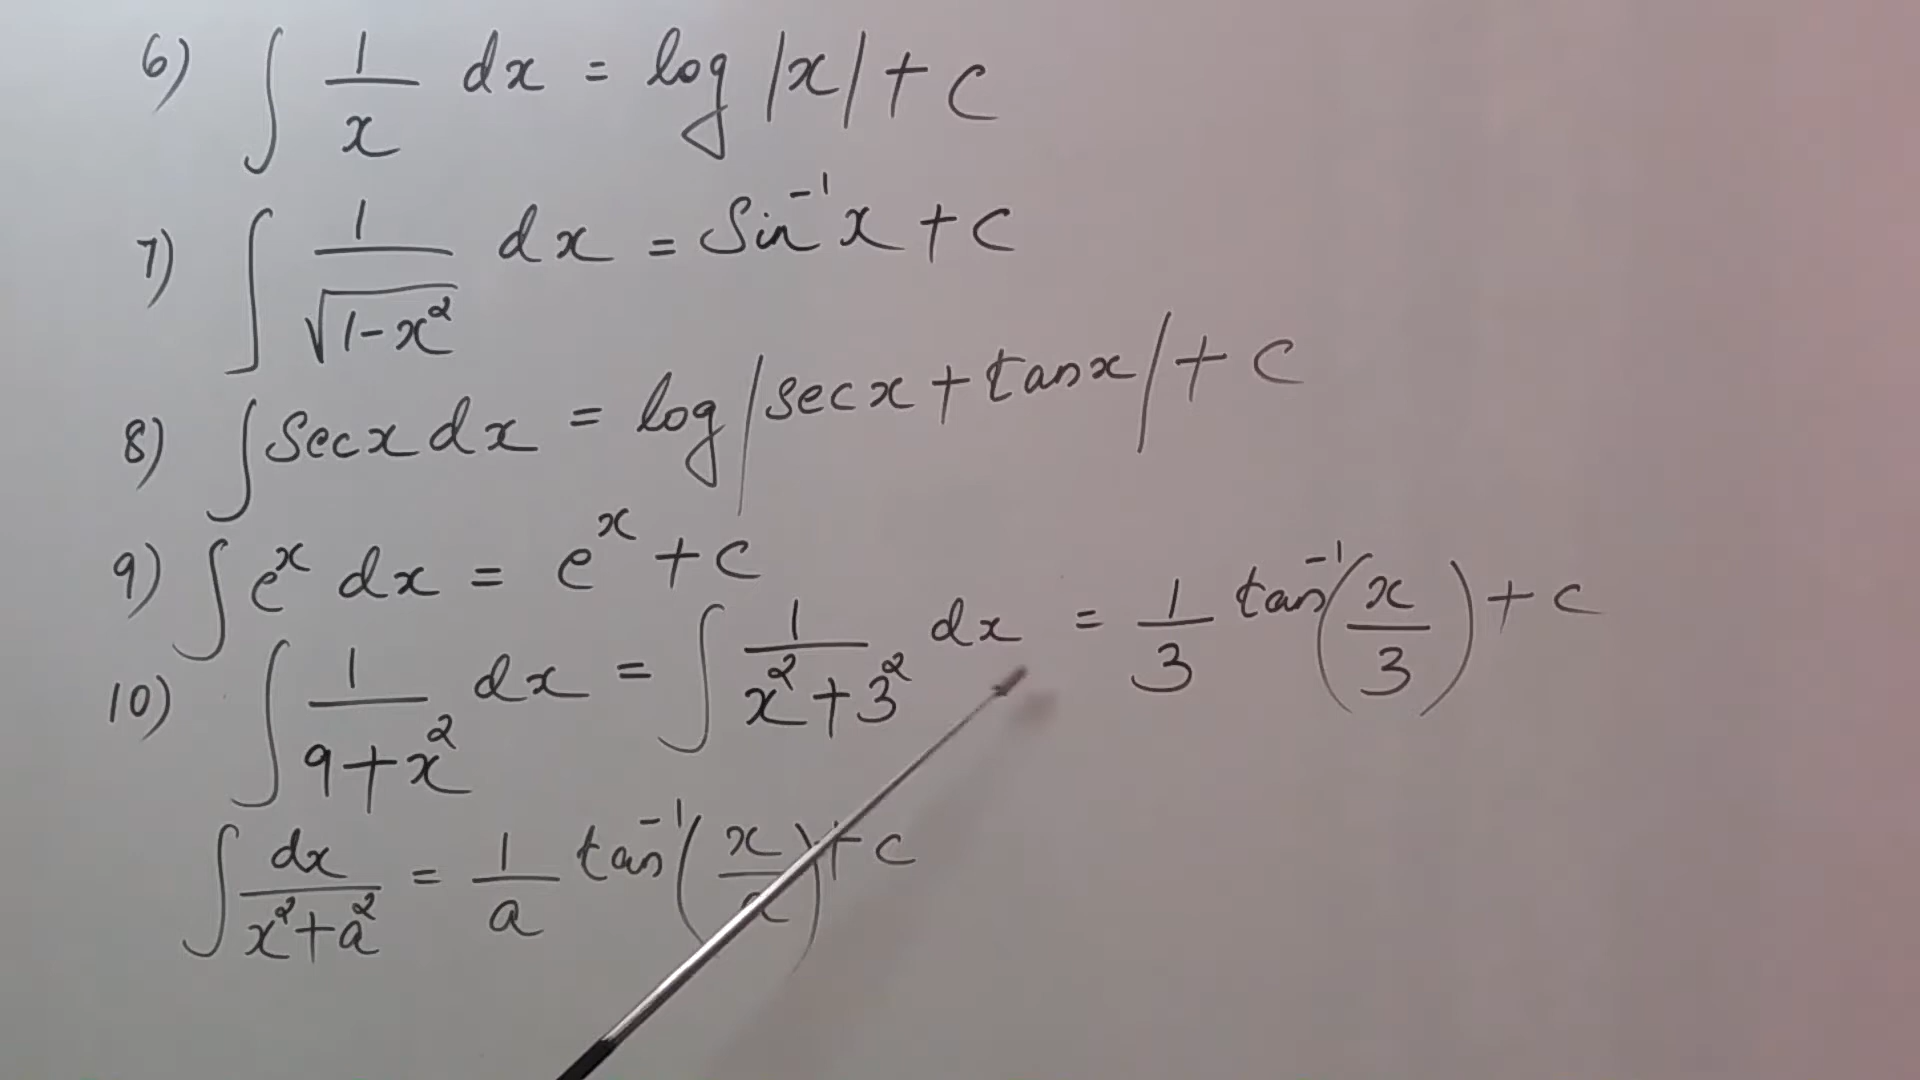 6) ∫ 1/x dx = log |x| + c
7) ∫ 1/√(1-x²) dx = Sin⁻¹x + c
8) ∫ Sec x dx = log |sec x + tan x| + c
9) ∫ eˣ dx = eˣ + c
10) ∫ 1/(9+x²) dx = ∫ 1/(x²+3²) dx = 1/3 tan⁻¹(x/3) + c
∫ dx/(x²+a²) = 1/a tan⁻¹(x/a) + c